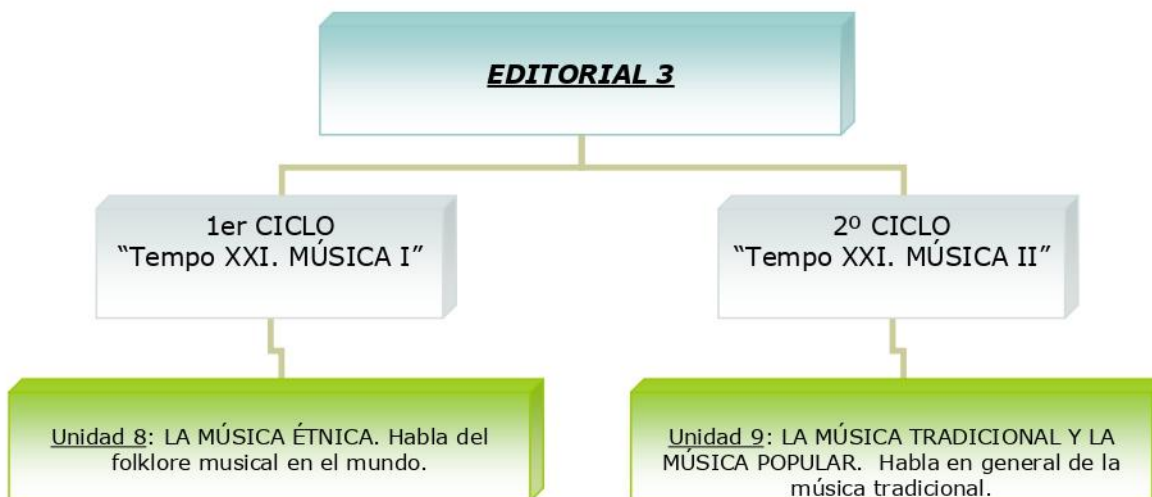 EDITORIAL 3
1er CICLO
“Tempo XXI. MÚSICA I”
2º CICLO
“Tempo XXI. MÚSICA II”
Unidad 8: LA MÚSICA ÉTNICA. Habla del
folklore musical en el mundo.
Unidad 9: LA MÚSICA TRADICIONAL Y LA
MÚSICA POPULAR.  Habla en general de la
música tradicional.